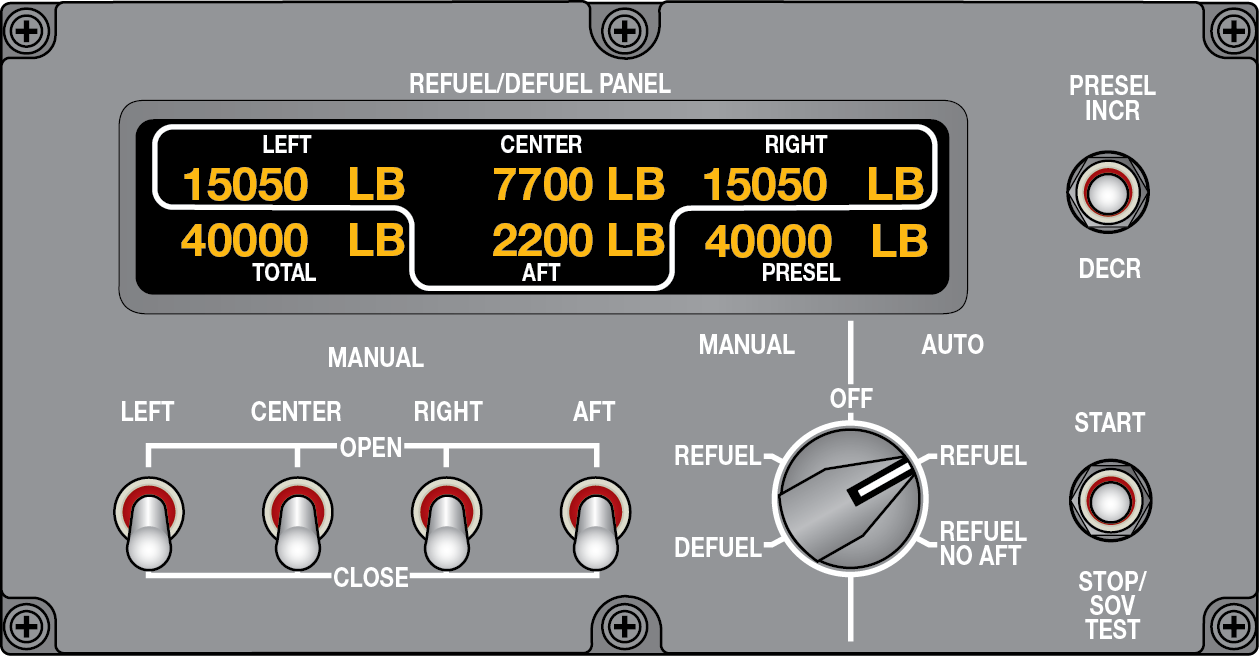 REFUEL/DEFUEL PANEL
PRESEL
INCR
LEFT CENTER RIGHT
15050 LB 7700 LB 15050 LB
40000 LB 2200 LB 40000 LB
TOTAL AFT PRESEL
DECR
MANUAL
MANUAL AUTO
LEFT CENTER RIGHT AFT
OFF
START
OPEN
REFUEL REFUEL
DEFUEL
REFUEL
NO AFT
CLOSE
STOP/
SOV
TEST